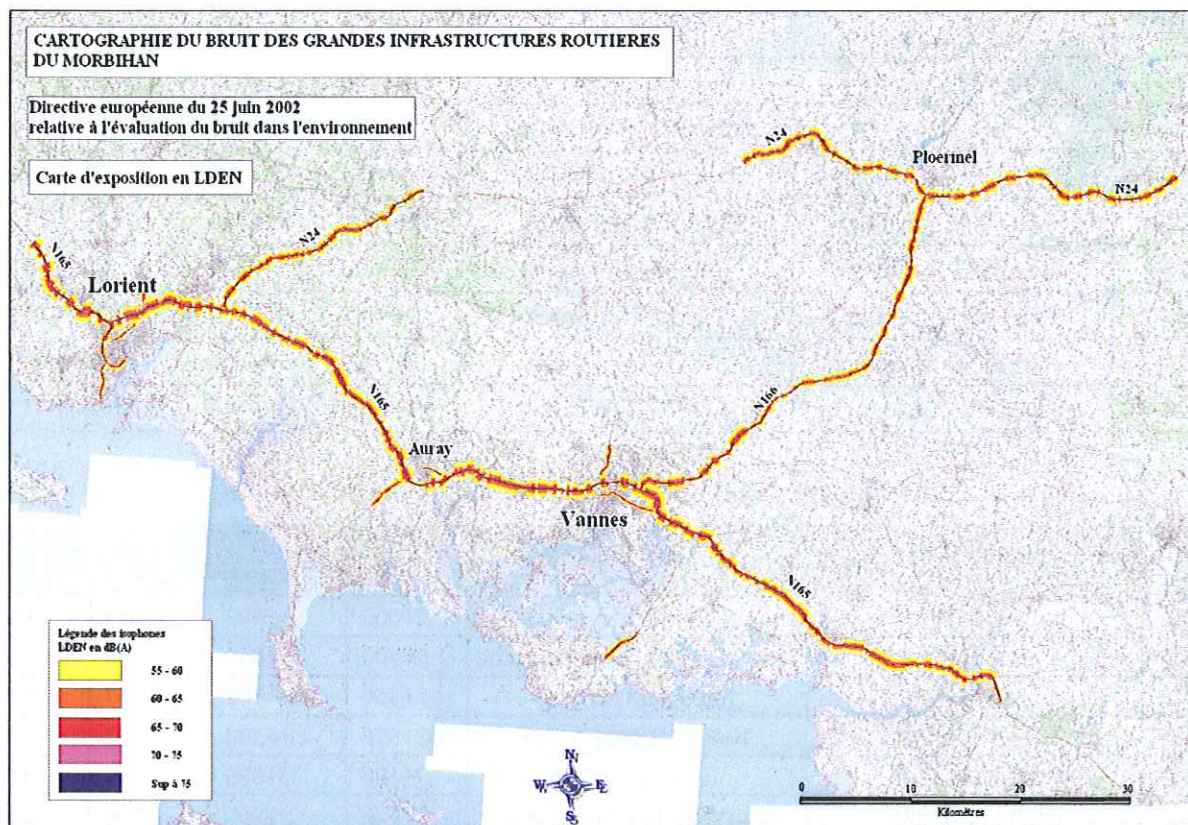 CARTOGRAPHIE DU BRUIT DES GRANDES INFRASTRUCTURES ROUTIERES
DU MORBIHAN
Directive européenne du 25 juin 2002
relative à l'évaluation du bruit dans l'environnement
Carte d'exposition en LDEN
N24
Ploermel
N24
N24
N165
Lorient
N165
N166
Auray
Vannes
N165
Légende des isophones
LDEN en dB(A)
55 - 60
60 - 65
65 - 70
70 - 75
Sup à 75
N
W
E
S
0
10
20
30
Kilomètres